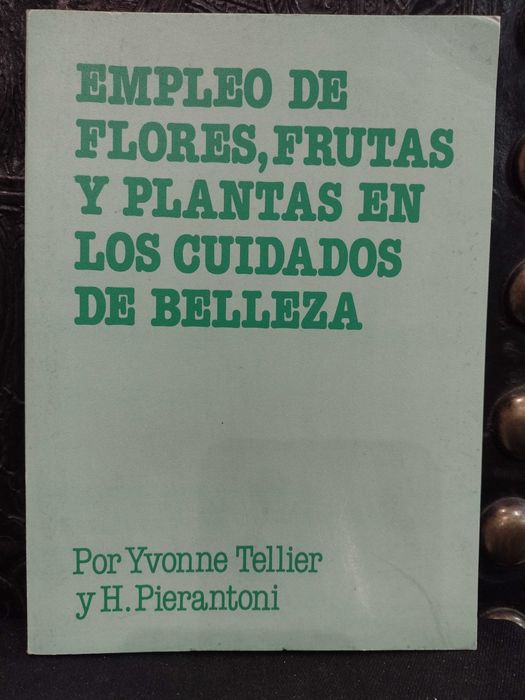 EMPLEO DE
FLORES, FRUTAS
Y PLANTAS EN
LOS CUIDADOS
DE BELLEZA
Por Yvonne Tellier
y H. Pierantoni